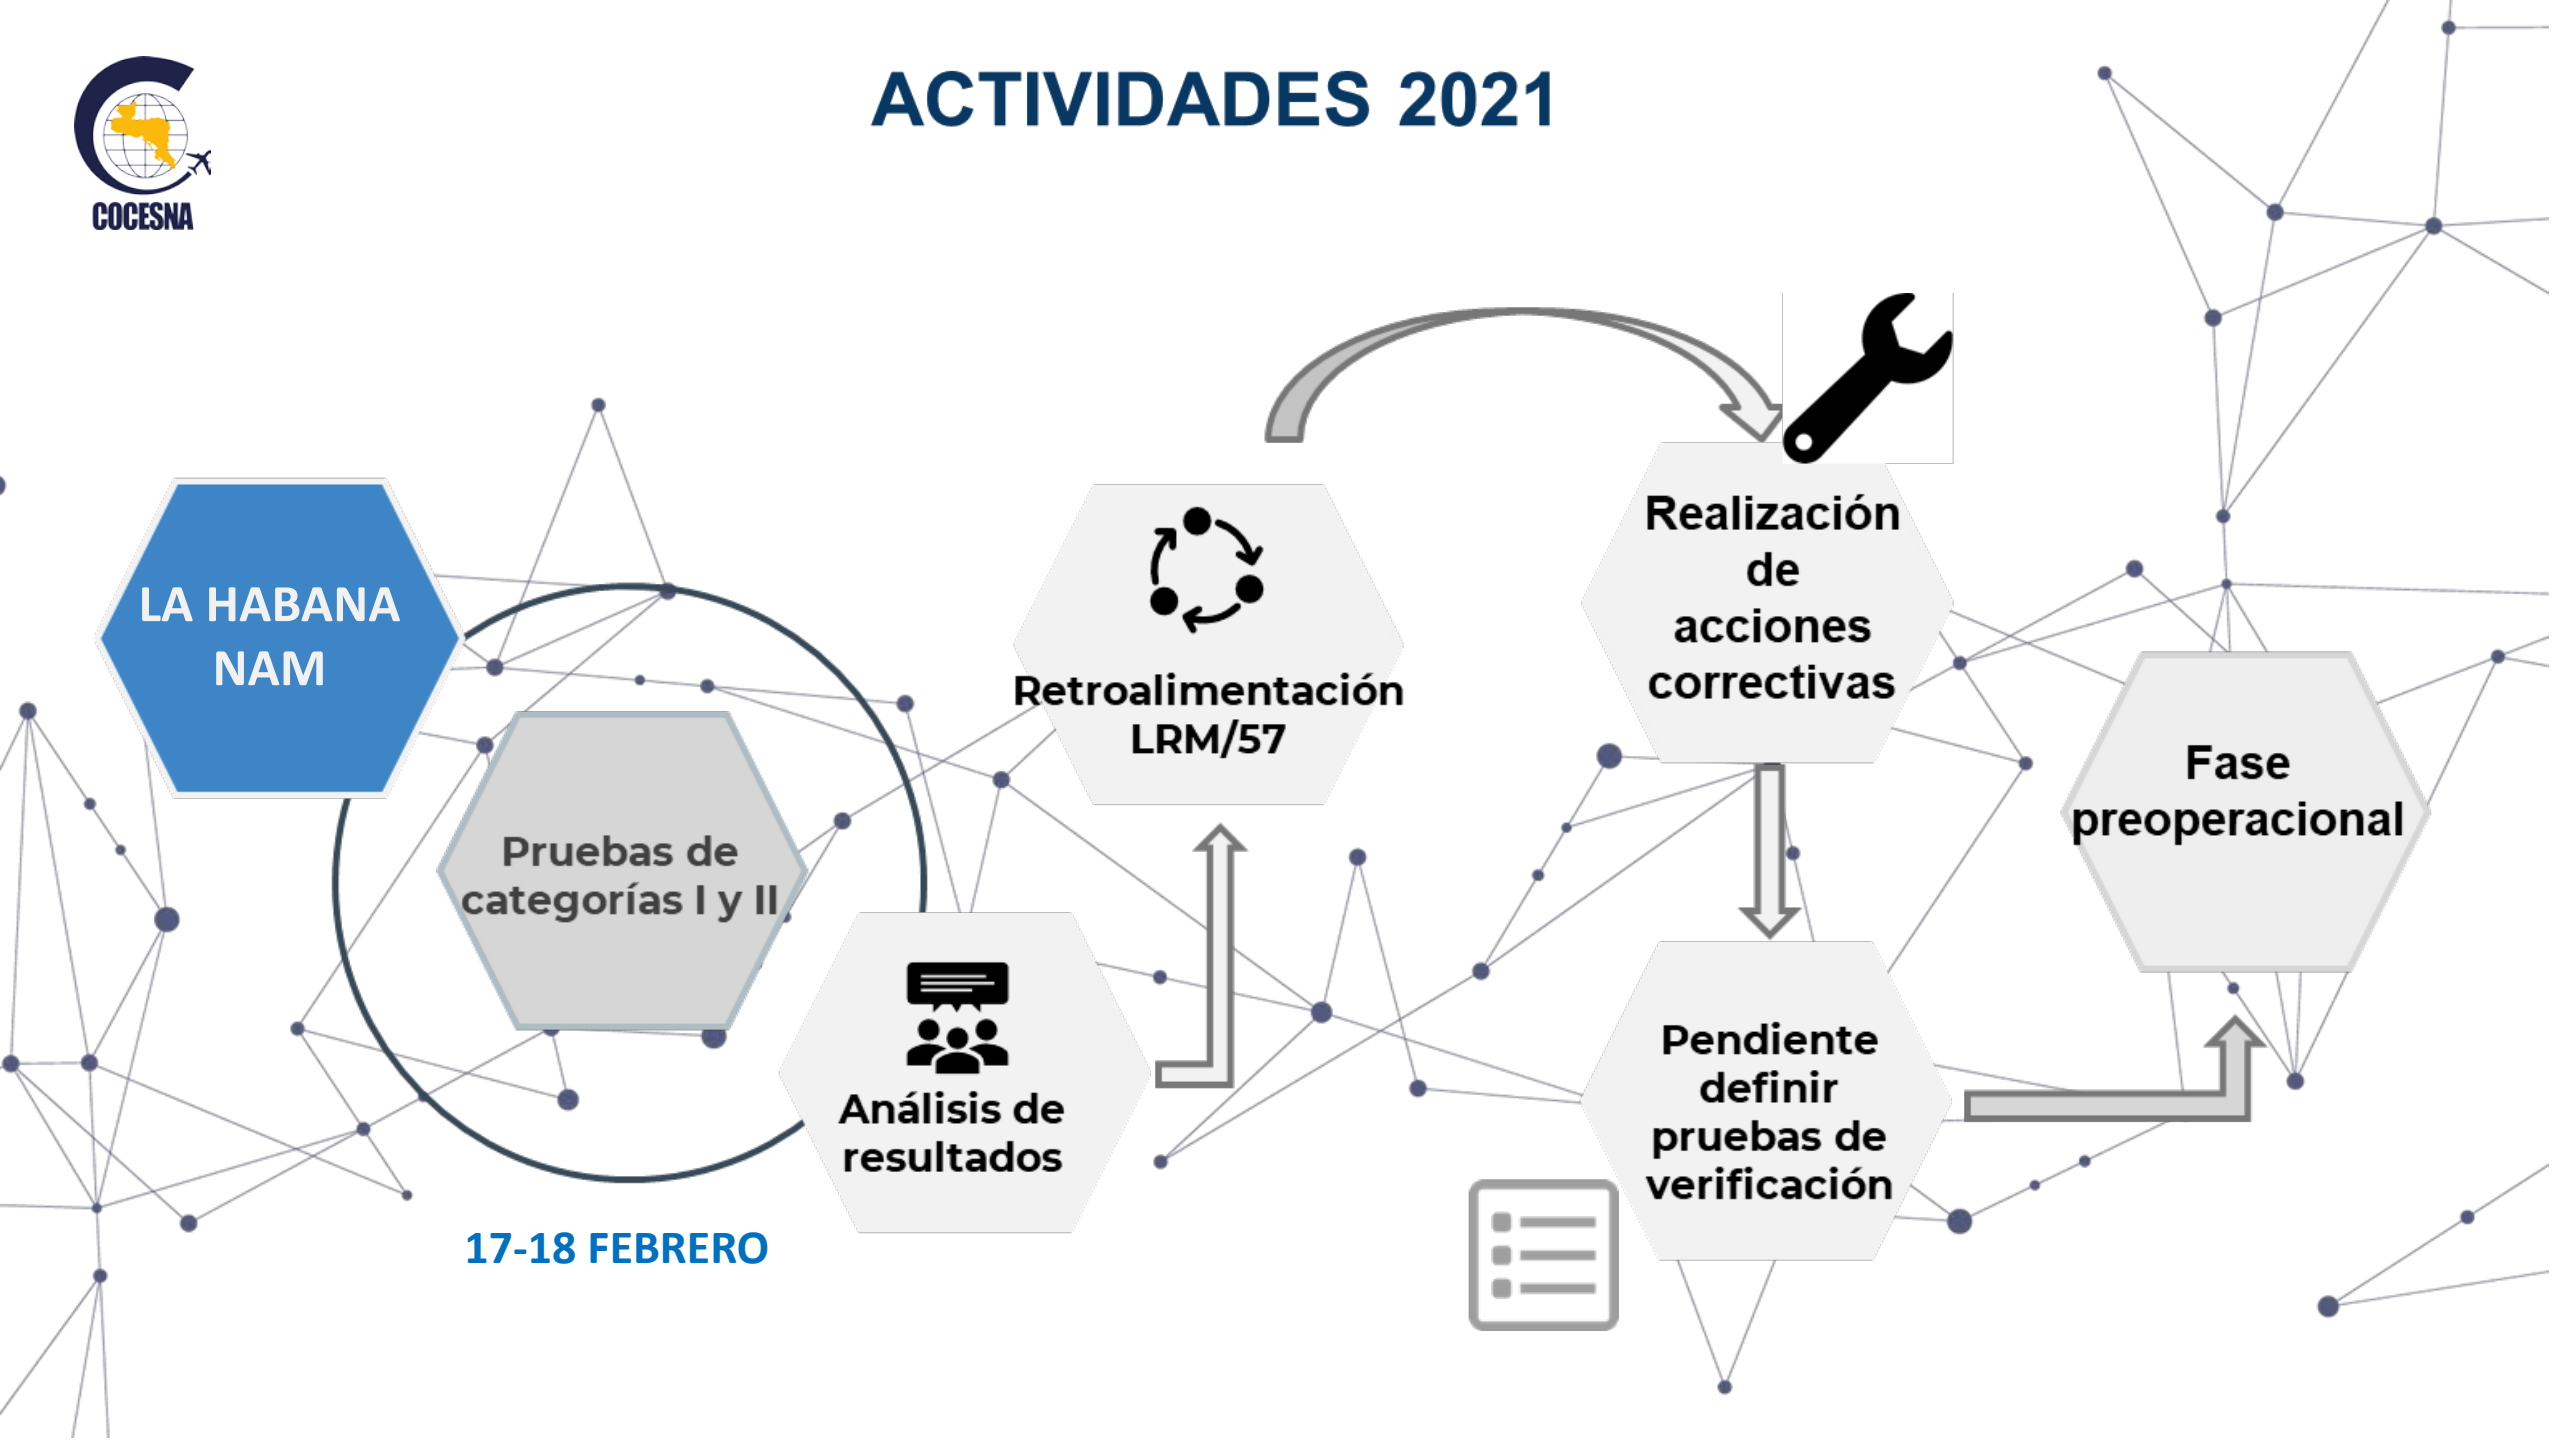 ACTIVIDADES 2021
COCESNA
LA HABANA
NAM
Pruebas de
categorías I y II
17-18 FEBRERO
Análisis de
resultados
Retroalimentación
LRM/57
Realización
de
acciones
correctivas
Pendiente
definir
pruebas de
verificación
Fase
preoperacional